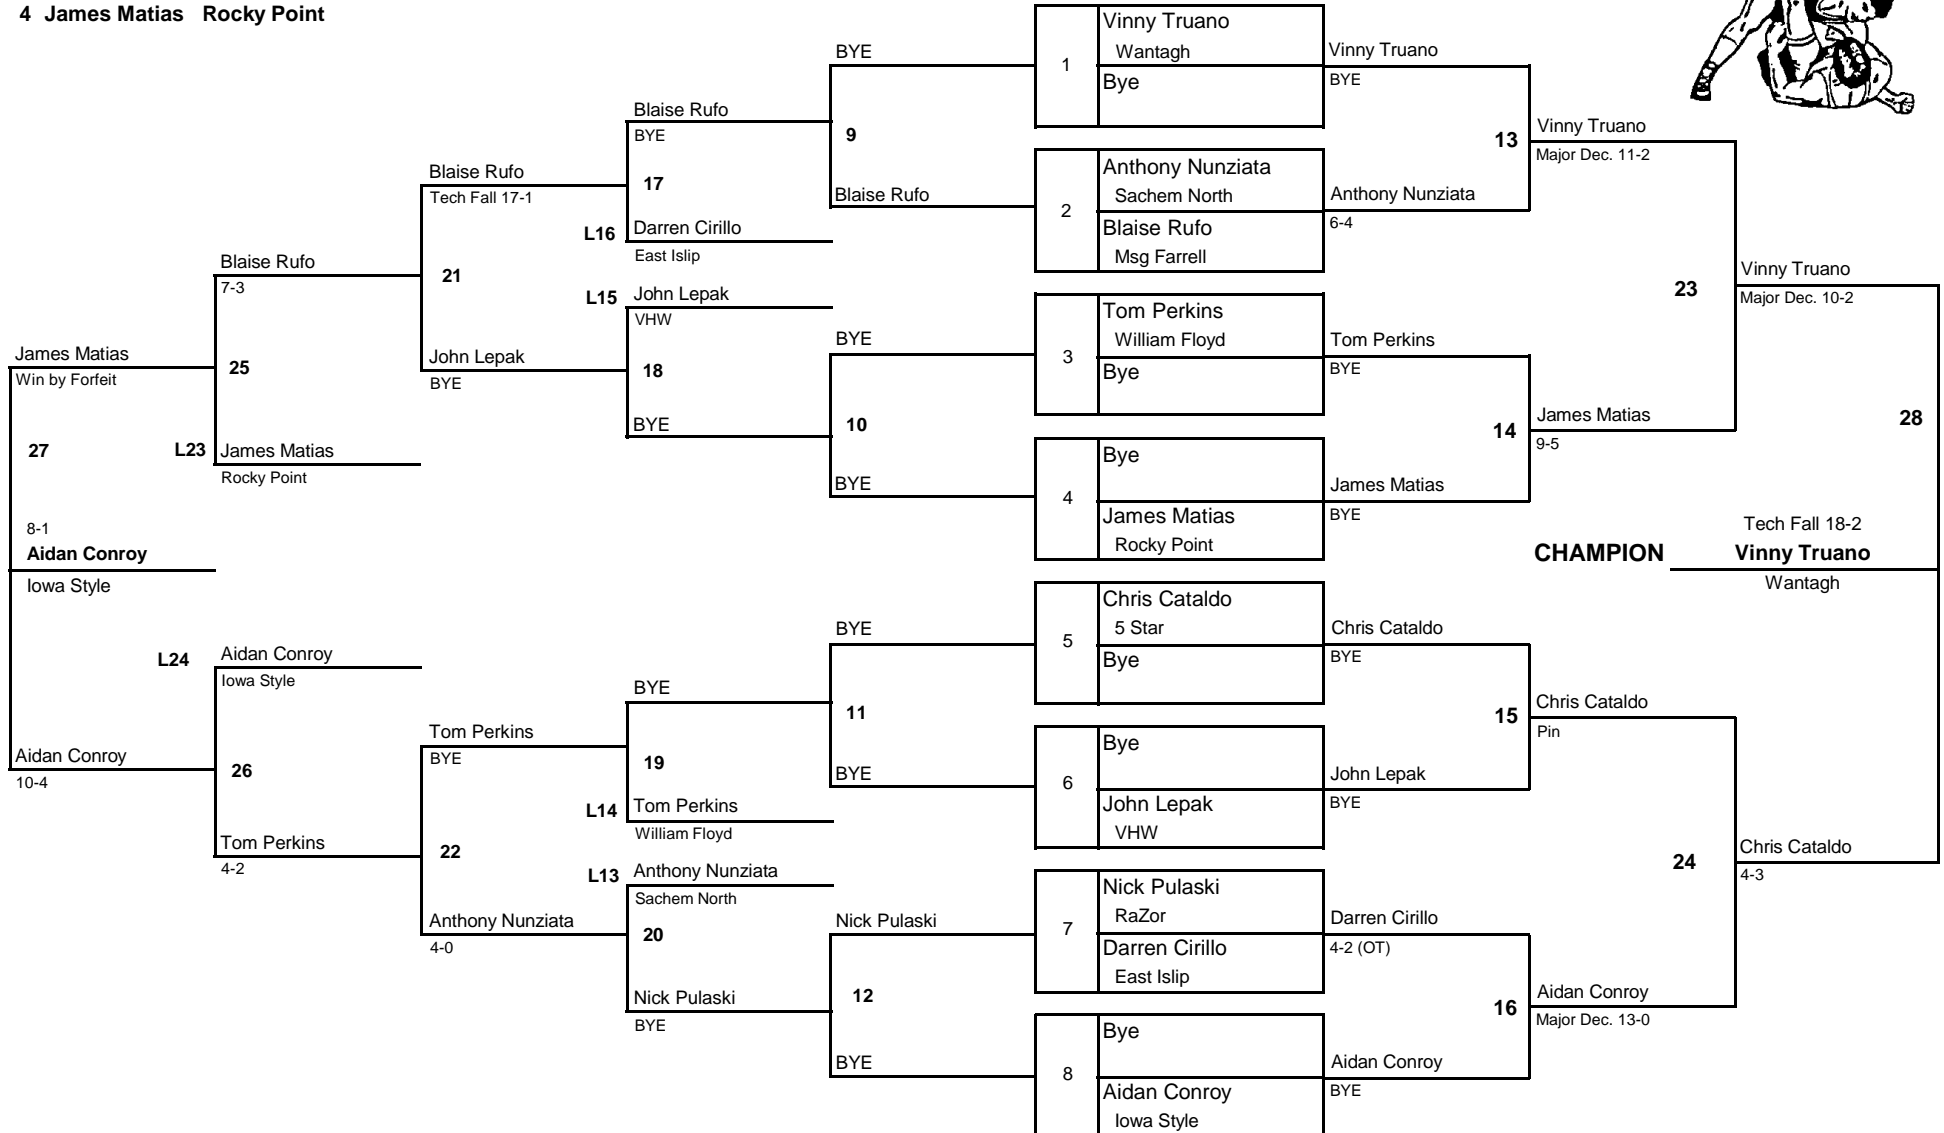 4 James Matias Rocky Point
James Matias
Win by Forfeit
27
8-1
Aidan Conroy
Iowa Style
Aidan Conroy
10-4
Blaise Rufo
7-3
25
L23
James Matias
Rocky Point
L24
Aidan Conroy
Iowa Style
26
Tom Perkins
4-2
Blaise Rufo
Tech Fall 17-1
21
John Lepak
BYE
Tom Perkins
BYE
22
Anthony Nunziata
4-0
Blaise Rufo
BYE
17
L16
Darren Cirillo
East Islip
L15
John Lepak
VHW
18
BYE
BYE
19
L14
Tom Perkins
William Floyd
L13
Anthony Nunziata
Sachem North
20
Nick Pulaski
BYE
BYE
9
Blaise Rufo
BYE
10
BYE
BYE
11
BYE
Nick Pulaski
12
BYE
1
Vinny Truano
Wantagh
Bye
2
Anthony Nunziata
Sachem North
Blaise Rufo
Msg Farrell
3
Tom Perkins
William Floyd
Bye
4
Bye
James Matias
Rocky Point
5
Chris Cataldo
5 Star
Bye
6
Bye
John Lepak
VHW
7
Nick Pulaski
RaZor
Darren Cirillo
East Islip
8
Bye
Aidan Conroy
Iowa Style
Vinny Truano
BYE
13
Anthony Nunziata
6-4
Tom Perkins
BYE
14
James Matias
BYE
Chris Cataldo
BYE
15
John Lepak
BYE
Darren Cirillo
4-2 (OT)
16
Aidan Conroy
BYE
Vinny Truano
Major Dec. 11-2
23
James Matias
9-5
Chris Cataldo
Pin
24
Aidan Conroy
Major Dec. 13-0
Vinny Truano
Major Dec. 10-2
28
Tech Fall 18-2
CHAMPION Vinny Truano
Wantagh
Chris Cataldo
4-3